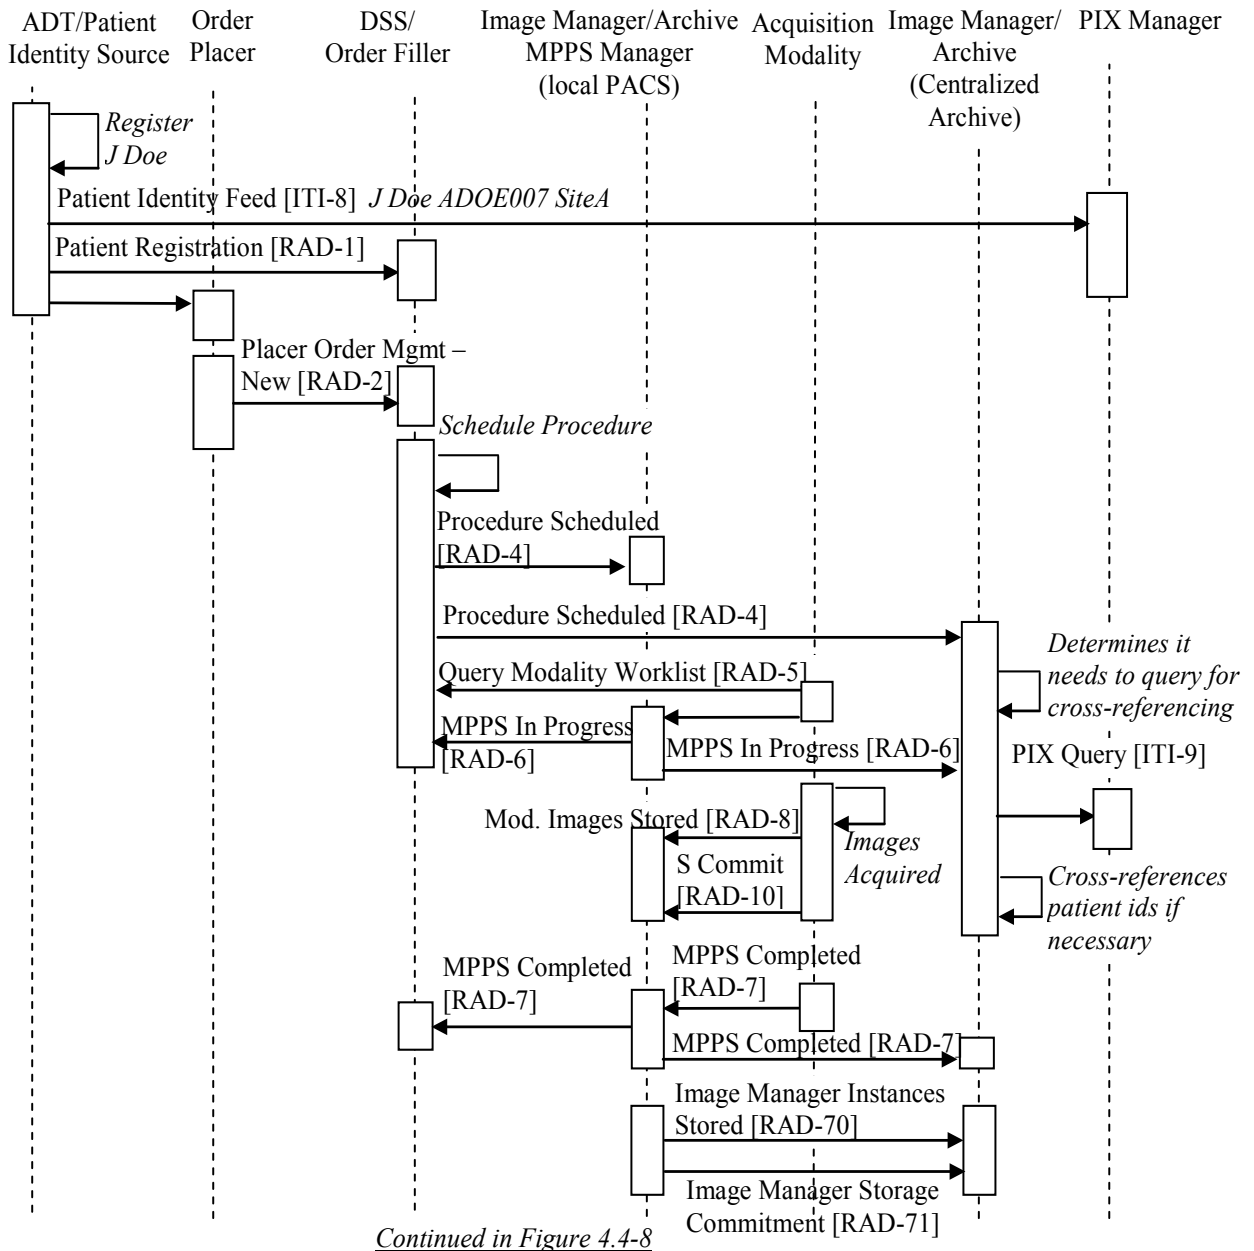 ADT/Patient
Identity Source
Order
Placer
DSS/
Order Filler
Image Manager/Archive
MPPS Manager
(local PACS)
Acquisition
Modality
Image Manager/
Archive
(Centralized
Archive)
PIX Manager
Register
J Doe
Patient Identity Feed [ITI-8] J Doe ADOE007 SiteA
Patient Registration [RAD-1]
Placer Order Mgmt –
New [RAD-2]
Schedule Procedure
Procedure Scheduled
[RAD-4]
Procedure Scheduled [RAD-4]
Determines it
needs to query for
cross-referencing
Query Modality Worklist [RAD-5]
MPPS In Progress
[RAD-6]
MPPS In Progress [RAD-6]
PIX Query [ITI-9]
Mod. Images Stored [RAD-8]
Images
Acquired
S Commit
[RAD-10]
Cross-references
patient ids if
necessary
MPPS Completed
[RAD-7]
MPPS Completed
[RAD-7]
MPPS Completed [RAD-7]
Image Manager Instances
Stored [RAD-70]
Image Manager Storage
Commitment [RAD-71]
Continued in Figure 4.4-8